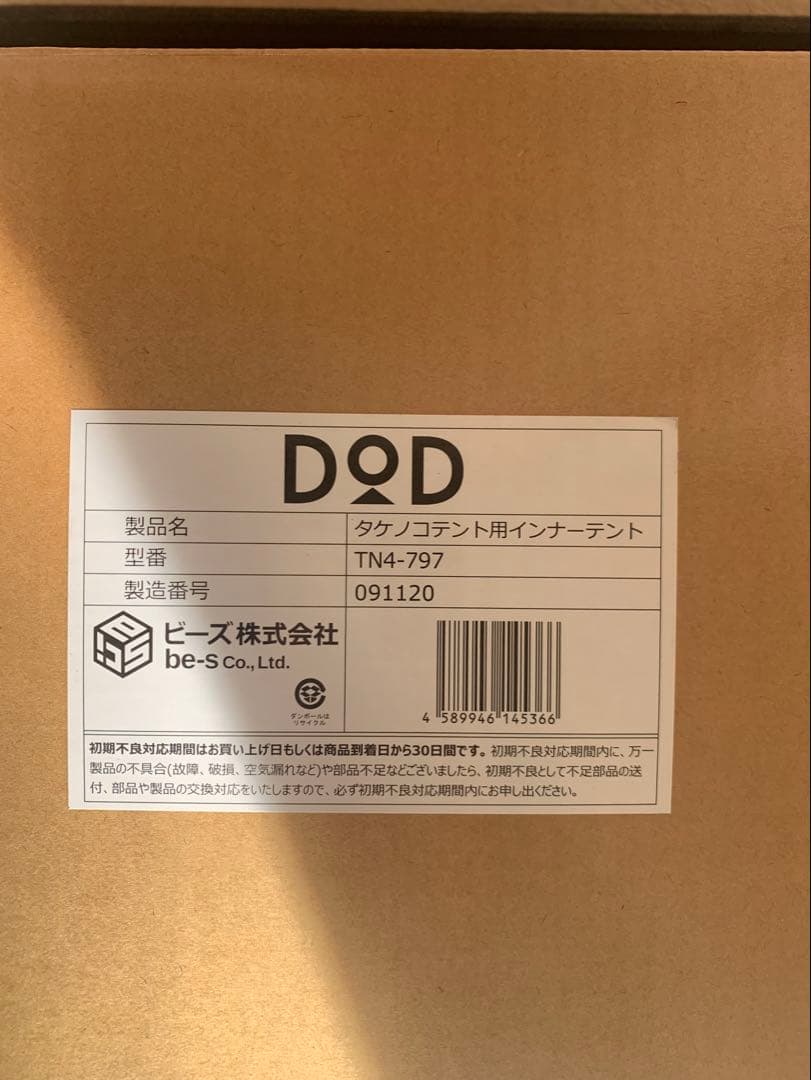 DOD
製品名 タケノコテント用インナーテント
型番 TN4-797
製造番号 091120
ビーズ株式会社
be-s Co., Ltd.
ダンボールは
リサイクル
4 589946 145366
初期不良対応期間はお買い上げ日もしくは商品到着日から30日間です。初期不良対応期間内に、万一
製品の不具合(故障、破損、空気漏れなど)や部品不足などございましたら、初期不良として不足部品の送
付、部品や製品の交換対応をいたしますので、必ず初期不良対応期間内にお申し出ください。